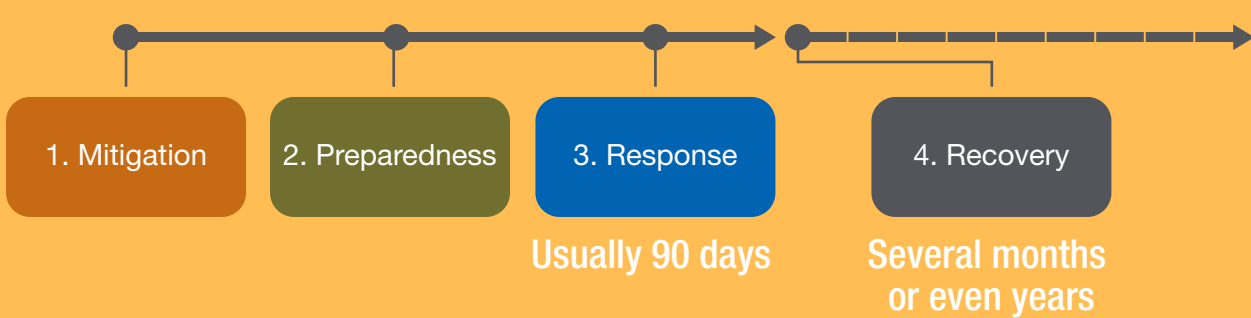 1. Mitigation
2. Preparedness
3. Response
4. Recovery
Usually 90 days
Several months
or even years